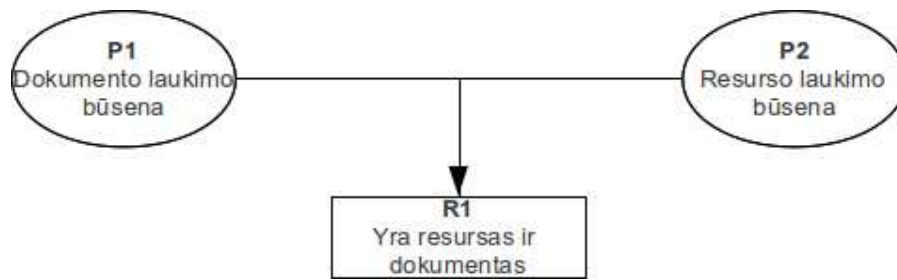 P1
Dokumento laukimo
būsena
P2
Resurso laukimo
būsena
R1
Yra resursas ir
dokumentas